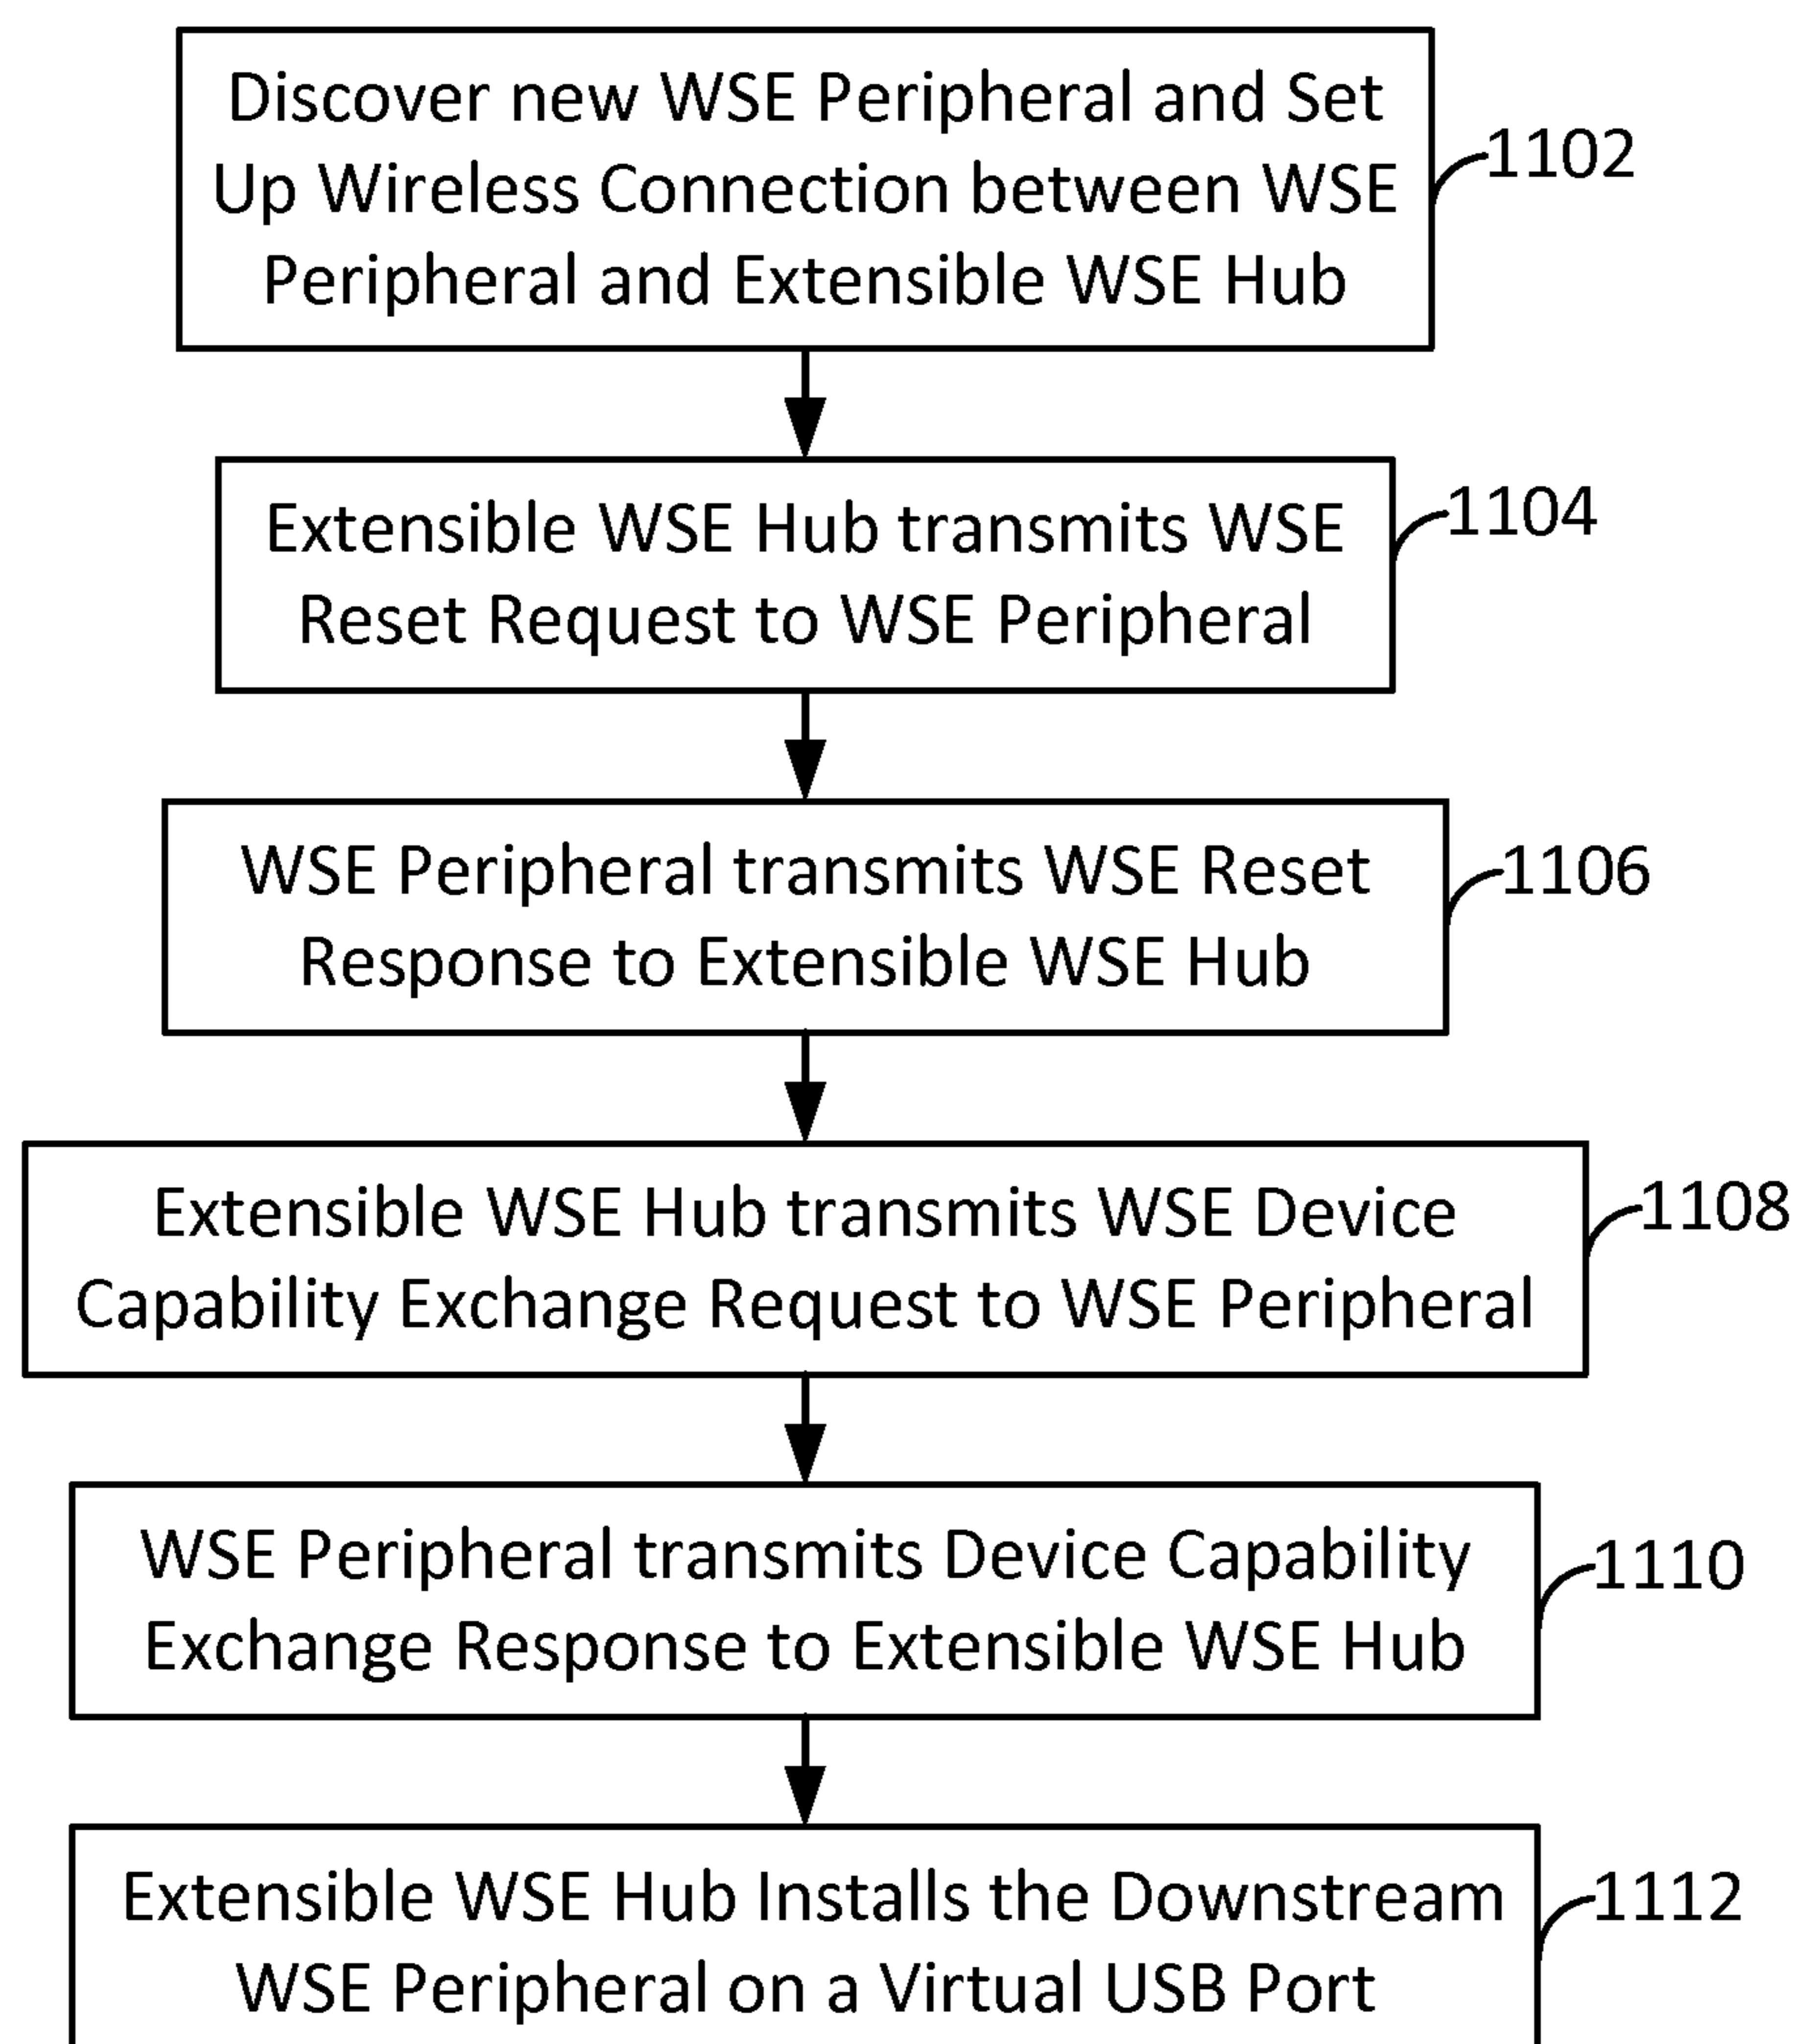 Discover new WSE Peripheral and Set
Up Wireless Connection between WSE
Peripheral and Extensible WSE Hub
1102
Extensible WSE Hub transmits WSE
Reset Request to WSE Peripheral
1104
WSE Peripheral transmits WSE Reset
Response to Extensible WSE Hub
1106
Extensible WSE Hub transmits WSE Device
Capability Exchange Request to WSE Peripheral
1108
WSE Peripheral transmits Device Capability
Exchange Response to Extensible WSE Hub
1110
Extensible WSE Hub Installs the Downstream
WSE Peripheral on a Virtual USB Port
1112